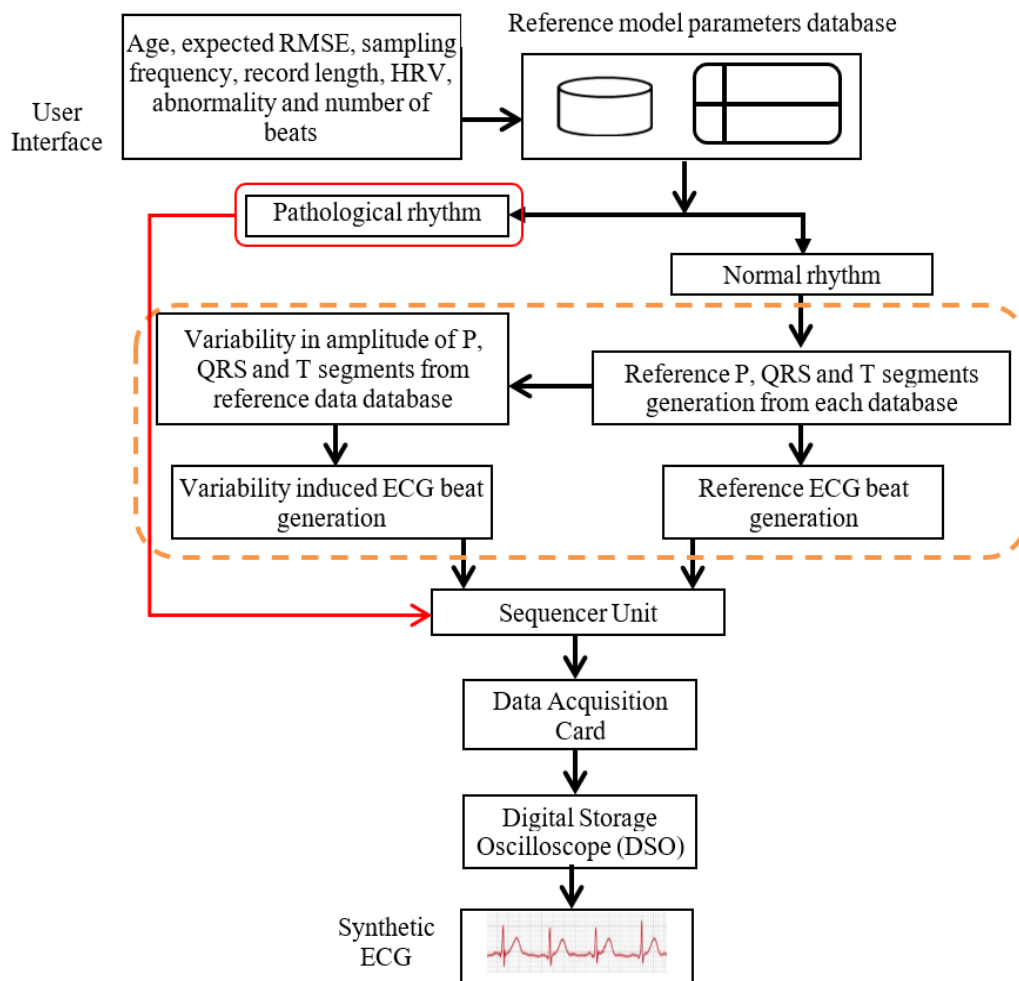 Reference model parameters database
Age, expected RMSE, sampling
frequency, record length, HRV,
abnormality and number of
beats
User
Interface
Pathological rhythm
Normal rhythm
Variability in amplitude of P,
QRS and T segments from
reference data database
Reference P, QRS and T segments
generation from each database
Variability induced ECG beat
generation
Reference ECG beat
generation
Sequencer Unit
Data Acquisition
Card
Digital Storage
Oscilloscope (DSO)
Synthetic
ECG